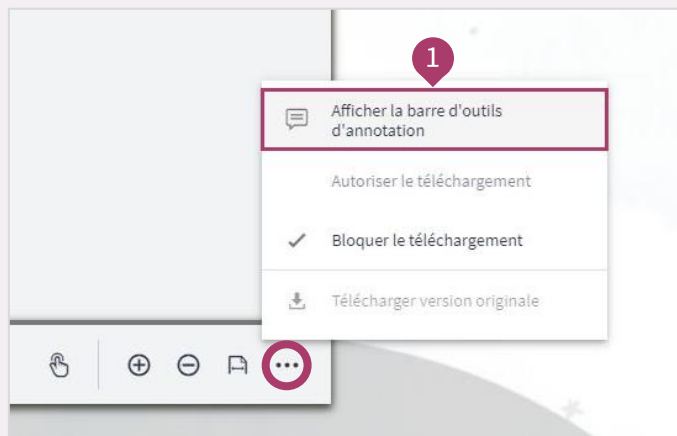 1
Afficher la barre d'outils
d'annotation
Autoriser le téléchargement
Bloquer le téléchargement
Télécharger version originale